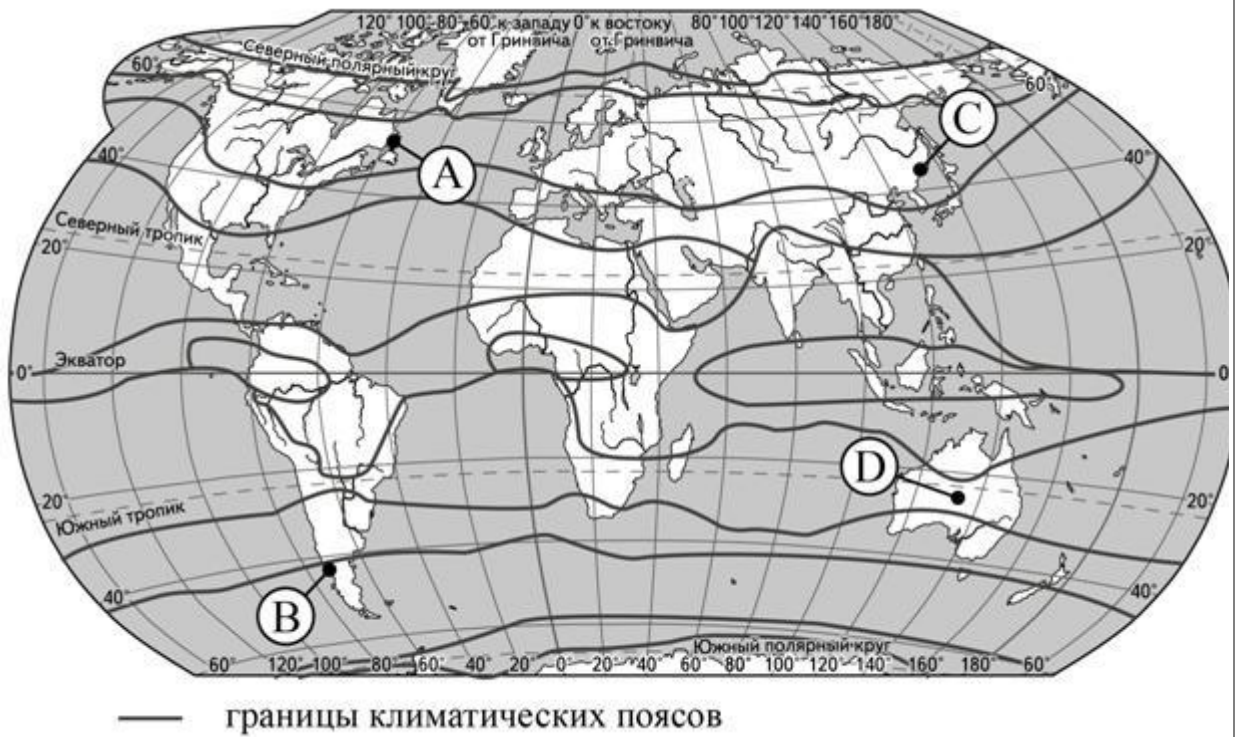 120° 100° 80° 60° к западу 0° к востоку 80° 100° 120° 140° 160° 180°
от Гринвича от Гринвича
Северный полярный круг
60° 60°
C
40° A 40°
Северный тропик
20° 20°
Экватор
0° 0
D
20° 20°
Южный тропик
40° B 40°
Южный полярный круг
60° 120° 100° 80° 160° 40° 20° 0° 20° 40° 60° 80° 100° 120° 140° 160° 180° 60°
границы климатических поясов